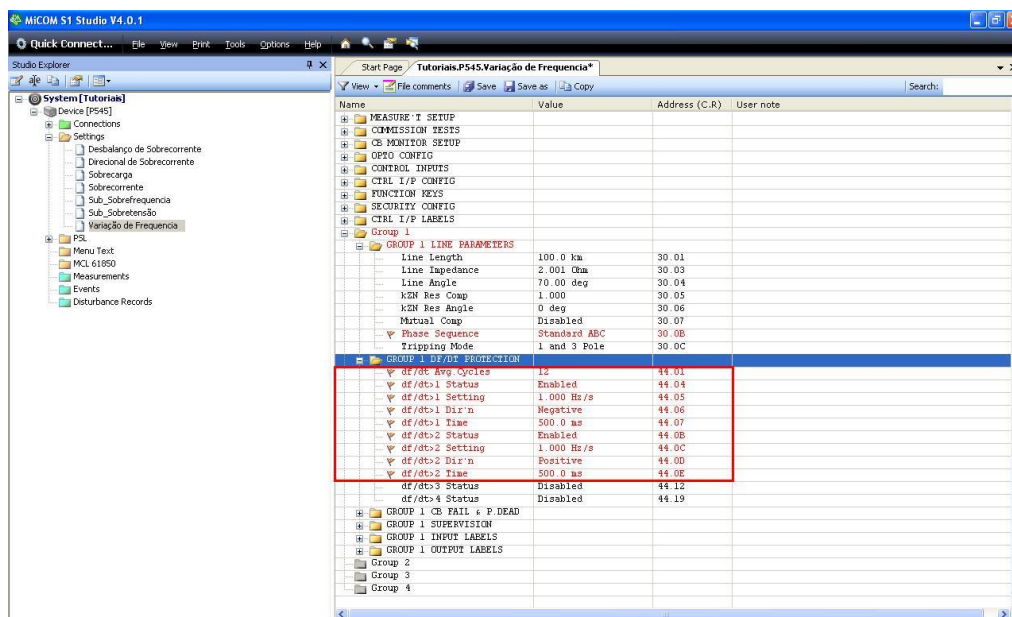 MiCOM S1 Studio V4.0.1
Quick Connect... File View Print Tools Options Help
Studio Explorer
System [Tutoriais]
Device [P545]
Connections
Settings
Desbalanço de Sobrecorrente
Direcional de Sobrecorrente
Sobrecarga
Sobrecorrente
Sub_Sobrefrequencia
Sub_Sobretensão
Variação de Frequencia
PSL
Menu Text
MCL 61850
Measurements
Events
Disturbance Records
Start Page Tutoriais.P545.Variação de Frequencia*
View File comments Save Save as Copy Search:
Name Value Address (C.R) User note
MEASURE'T SETUP
COMMISSION TESTS
CB MONITOR SETUP
OPTO CONFIG
CONTROL INPUTS
CTRL I/P CONFIG
FUNCTION KEYS
SECURITY CONFIG
CTRL I/P LABELS
Group 1
GROUP 1 LINE PARAMETERS
Line Length 100.0 km 30.01
Line Impedance 2.001 Ohm 30.03
Line Angle 70.00 deg 30.04
kZN Res Comp 1.000 30.05
kZN Res Angle 0 deg 30.06
Mutual Comp Disabled 30.07
Phase Sequence Standard ABC 30.0B
Tripping Mode 1 and 3 Pole 30.0C
GROUP 1 DF/DT PROTECTION
df/dt Avg.Cycles 12 44.01
df/dt>1 Status Enabled 44.04
df/dt>1 Setting 1.000 Hz/s 44.05
df/dt>1 Dir'n Negative 44.06
df/dt>1 Time 500.0 ms 44.07
df/dt>2 Status Enabled 44.0B
df/dt>2 Setting 1.000 Hz/s 44.0C
df/dt>2 Dir'n Positive 44.0D
df/dt>2 Time 500.0 ms 44.0E
df/dt>3 Status Disabled 44.12
df/dt>4 Status Disabled 44.19
GROUP 1 CB FAIL & P.DEAD
GROUP 1 SUPERVISION
GROUP 1 INPUT LABELS
GROUP 1 OUTPUT LABELS
Group 2
Group 3
Group 4